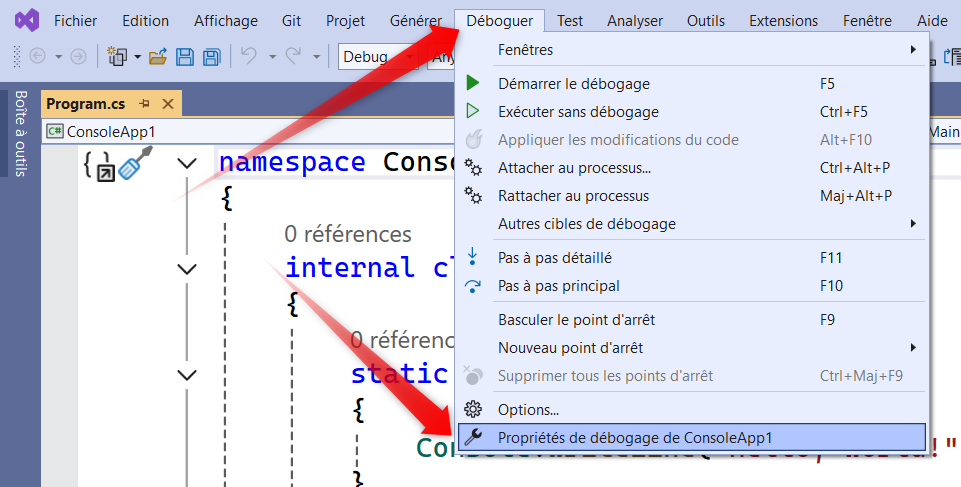 Fichier Edition Affichage Git Projet Générer Déboguer Test Analyser Outils Extensions Fenêtre Aide
Debug
Fenêtres
Démarrer le débogage F5
Exécuter sans débogage Ctrl+F5
Appliquer les modifications du code Alt+F10
Attacher au processus... Ctrl+Alt+P
Rattacher au processus Maj+Alt+P
Autres cibles de débogage
Pas à pas détaillé F11
Pas à pas principal F10
Basculer le point d'arrêt F9
Nouveau point d'arrêt
Supprimer tous les points d'arrêt Ctrl+Maj+F9
Options...
Propriétés de débogage de ConsoleApp1
Boîte à outils
Program.cs
C# ConsoleApp1
Main
namespace Conso
{
0 références
internal cl
{
0 référenc
static
{
}